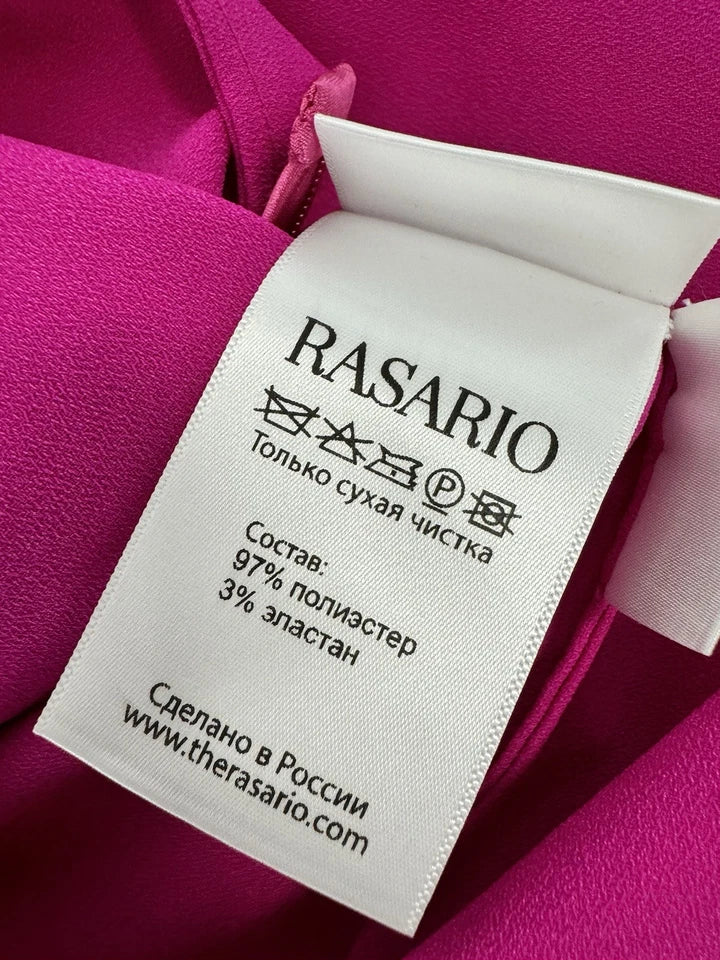 RASARIO
P
Только сухая чистка
Состав:
97% полиэстер
3% эластан
Сделано в России
www.therasario.com